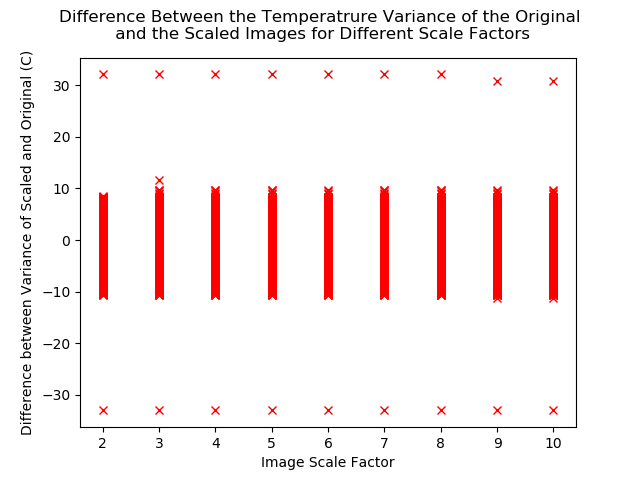 Difference Between the Temperatrure Variance of the Original
and the Scaled Images for Different Scale Factors
Difference between Variance of Scaled and Original (C)
30
20
10
0
−10
−20
−30
2 3 4 5 6 7 8 9 10
Image Scale Factor